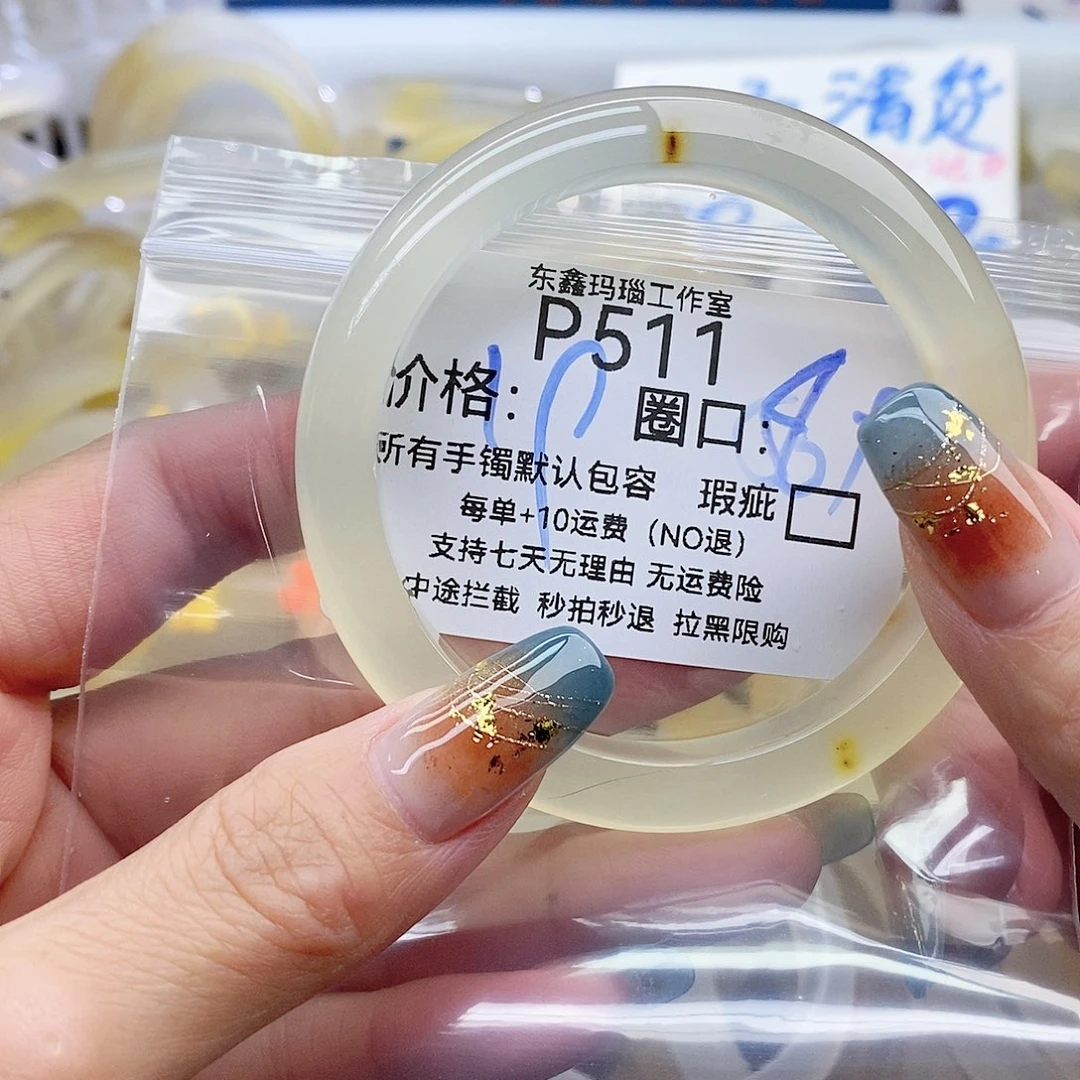 清货
东鑫玛瑙工作室
P511
价格： 圈口：
所有手镯默认包容 瑕疵
每单+10运费（NO退）
支持七天无理由 无运费险
中途拦截 秒拍秒退 拉黑限购